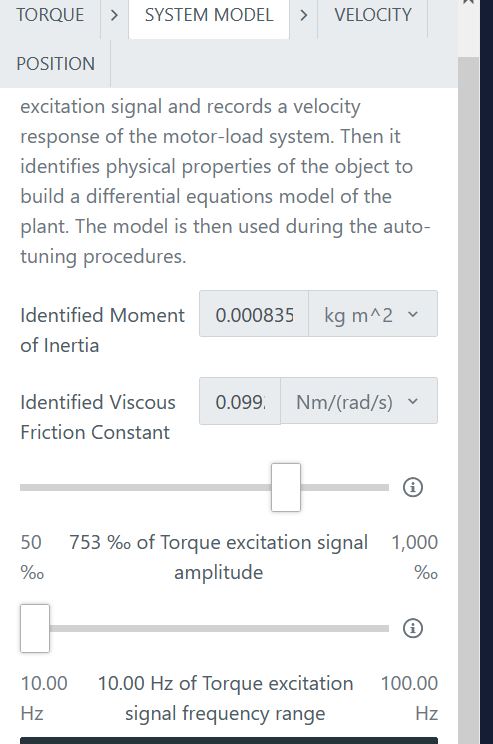 TORQUE > SYSTEM MODEL > VELOCITY
POSITION
excitation signal and records a velocity
response of the motor-load system. Then it
identifies physical properties of the object to
build a differential equations model of the
plant. The model is then used during the auto-
tuning procedures.
Identified Moment
of Inertia
0.000835 kg m^2
Identified Viscous
Friction Constant
0.099 Nm/(rad/s)
50
‰
753 ‰ of Torque excitation signal
amplitude
1,000
‰
10.00
Hz
10.00 Hz of Torque excitation
signal frequency range
100.00
Hz